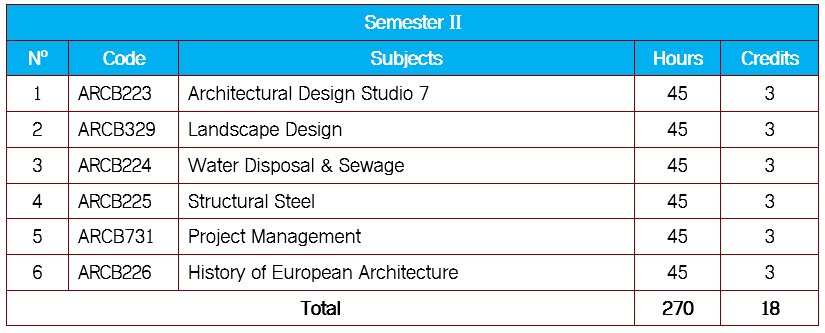 Semester II
Nº Code Subjects Hours Credits
1 ARCB223 Architectural Design Studio 7 45 3
2 ARCB329 Landscape Design 45 3
3 ARCB224 Water Disposal & Sewage 45 3
4 ARCB225 Structural Steel 45 3
5 ARCB731 Project Management 45 3
6 ARCB226 History of European Architecture 45 3
Total 270 18